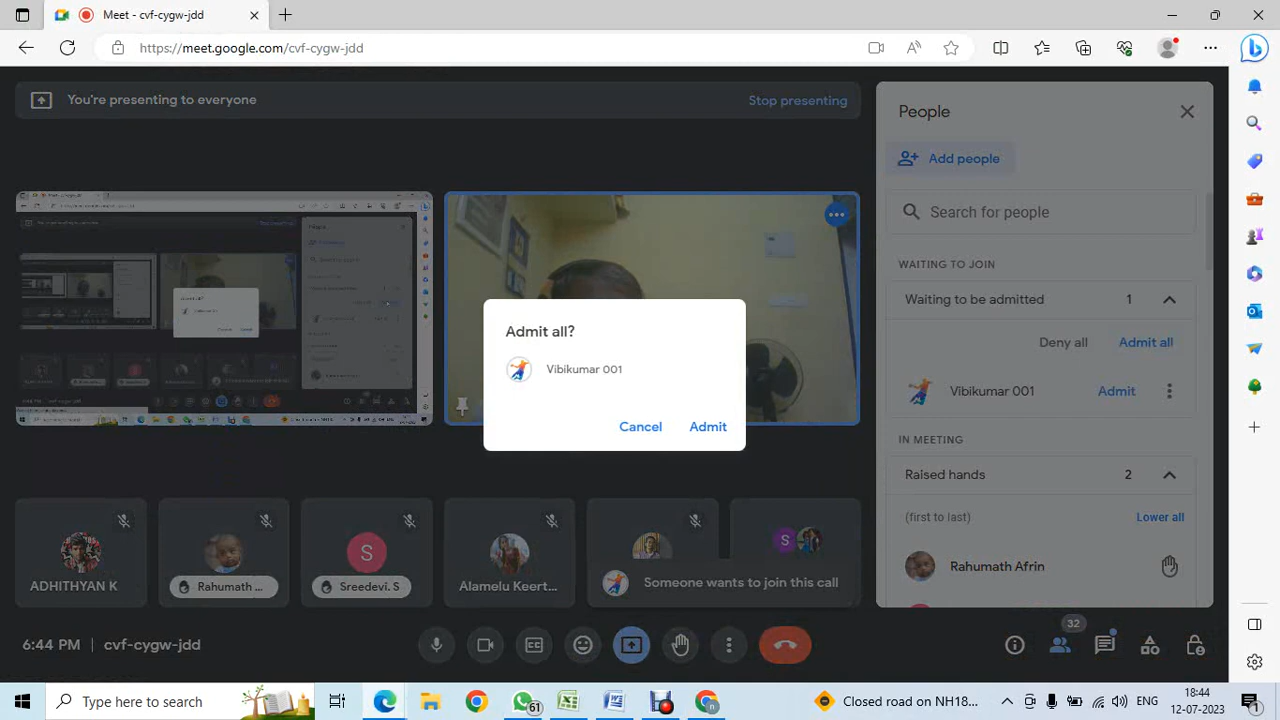 Meet - cvf-cygw-jdd
https://meet.google.com/cvf-cygw-jdd
You're presenting to everyone
Stop presenting
People
Add people
Search for people
WAITING TO JOIN
Waiting to be admitted 1
Deny all Admit all
Vibikumar 001 Admit
IN MEETING
Raised hands 2
(first to last) Lower all
Rahumath Afrin
Admit all?
Vibikumar 001
Cancel Admit
ADHITHYAN K
Rahumath ...
S
Sreedevi. S
Alamelu Keert...
S
Someone wants to join this call
6:44 PM | cvf-cygw-jdd
CC
32
Type here to search
61
Closed road on NH18...
ENG
18:44
12-07-2023
1